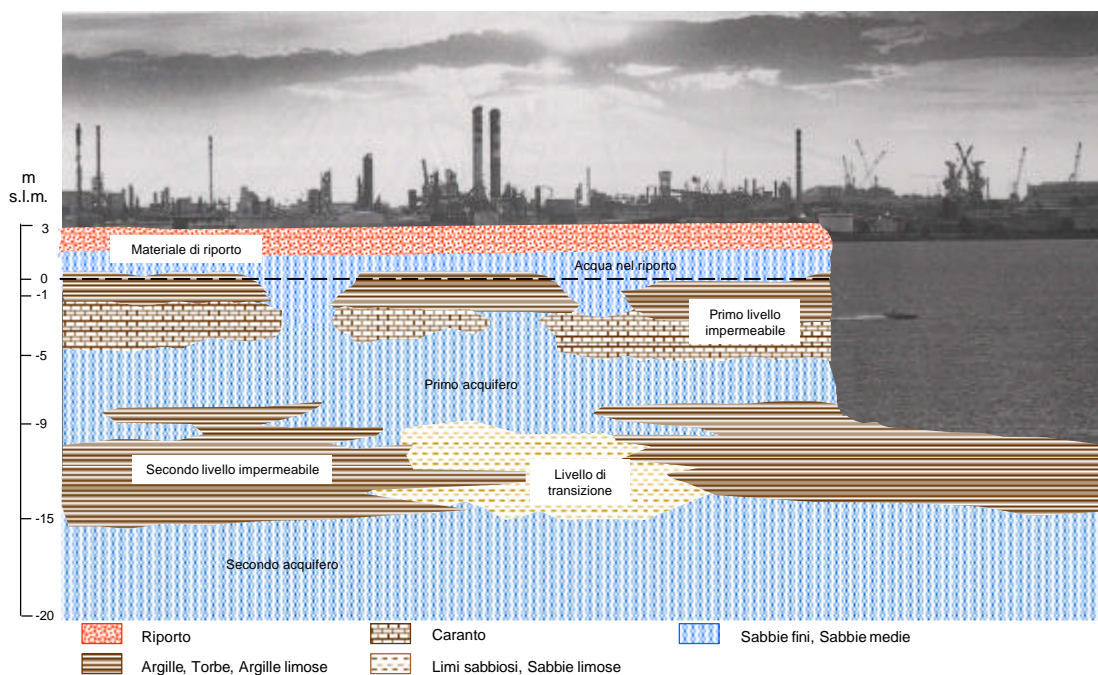 m
s.l.m.
3
0
-1
-5
-9
-15
-20
Materiale di riporto
Acqua nel riporto
Primo livello
impermeabile
Primo acquifero
Secondo livello impermeabile
Livello di
transizione
Secondo acquifero
Riporto
Caranto
Sabbie fini, Sabbie medie
Argille, Torbe, Argille limose
Limi sabbiosi, Sabbie limose